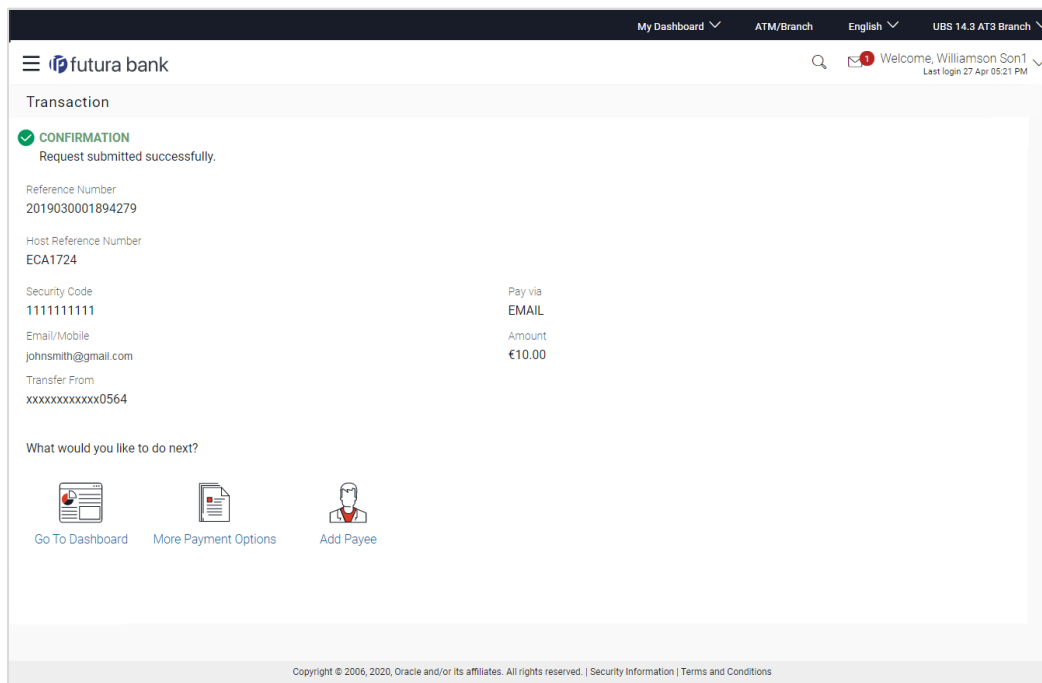 My Dashboard ATM/Branch English UBS 14.3 AT3 Branch
futura bank
1 Welcome, Williamson Son1
Last login 27 Apr 05:21 PM
Transaction
CONFIRMATION
Request submitted successfully.
Reference Number
2019030001894279
Host Reference Number
ECA1724
Security Code
1111111111
Pay via
EMAIL
Email/Mobile
johnsmith@gmail.com
Amount
€10.00
Transfer From
xxxxxxxxxxxx0564
What would you like to do next?
Go To Dashboard More Payment Options Add Payee
Copyright © 2006, 2020, Oracle and/or its affiliates. All rights reserved. | Security Information | Terms and Conditions